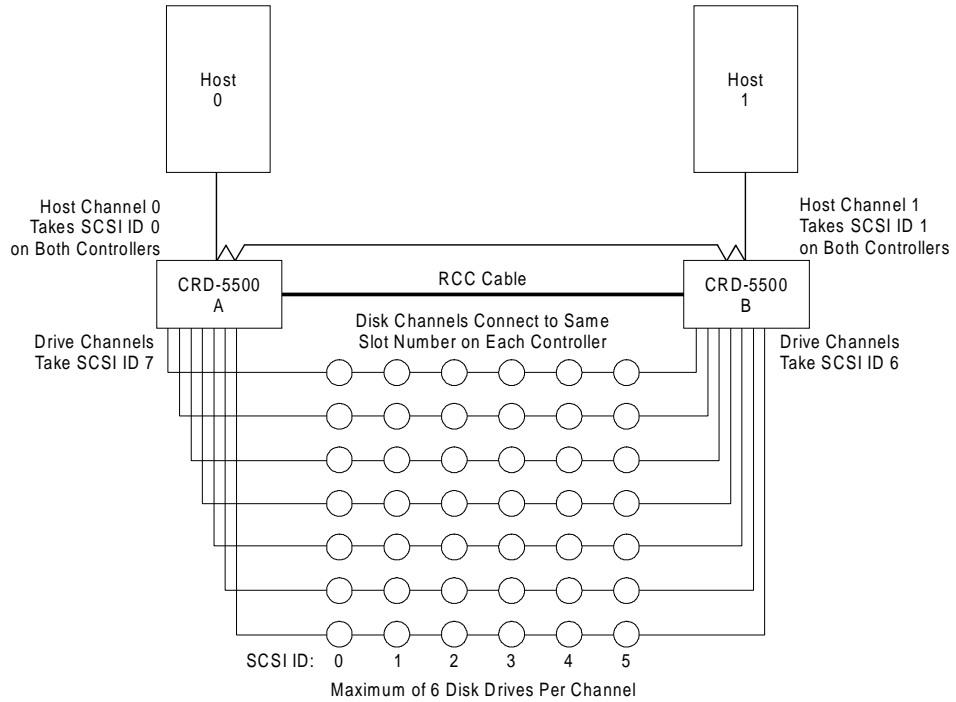 Host
0
Host
1
Host Channel 0
Takes SCSI ID 0
on Both Controllers
Host Channel 1
Takes SCSI ID 1
on Both Controllers
CRD-5500
A
RCC Cable
CRD-5500
B
Drive Channels
Take SCSI ID 7
Disk Channels Connect to Same
Slot Number on Each Controller
Drive Channels
Take SCSI ID 6
SCSI ID: 0 1 2 3 4 5
Maximum of 6 Disk Drives Per Channel